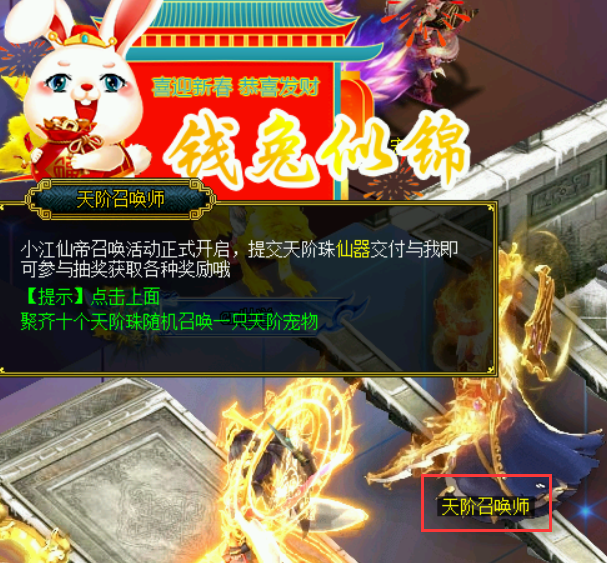 喜迎新春 恭喜发财
钱兔似锦
天阶召唤师
小江仙帝召唤活动正式开启，提交天阶珠仙器交付与我即
可参与抽奖获取各种奖励哦
【提示】点击上面
聚齐十个天阶珠随机召唤一只天阶宠物
天阶召唤师